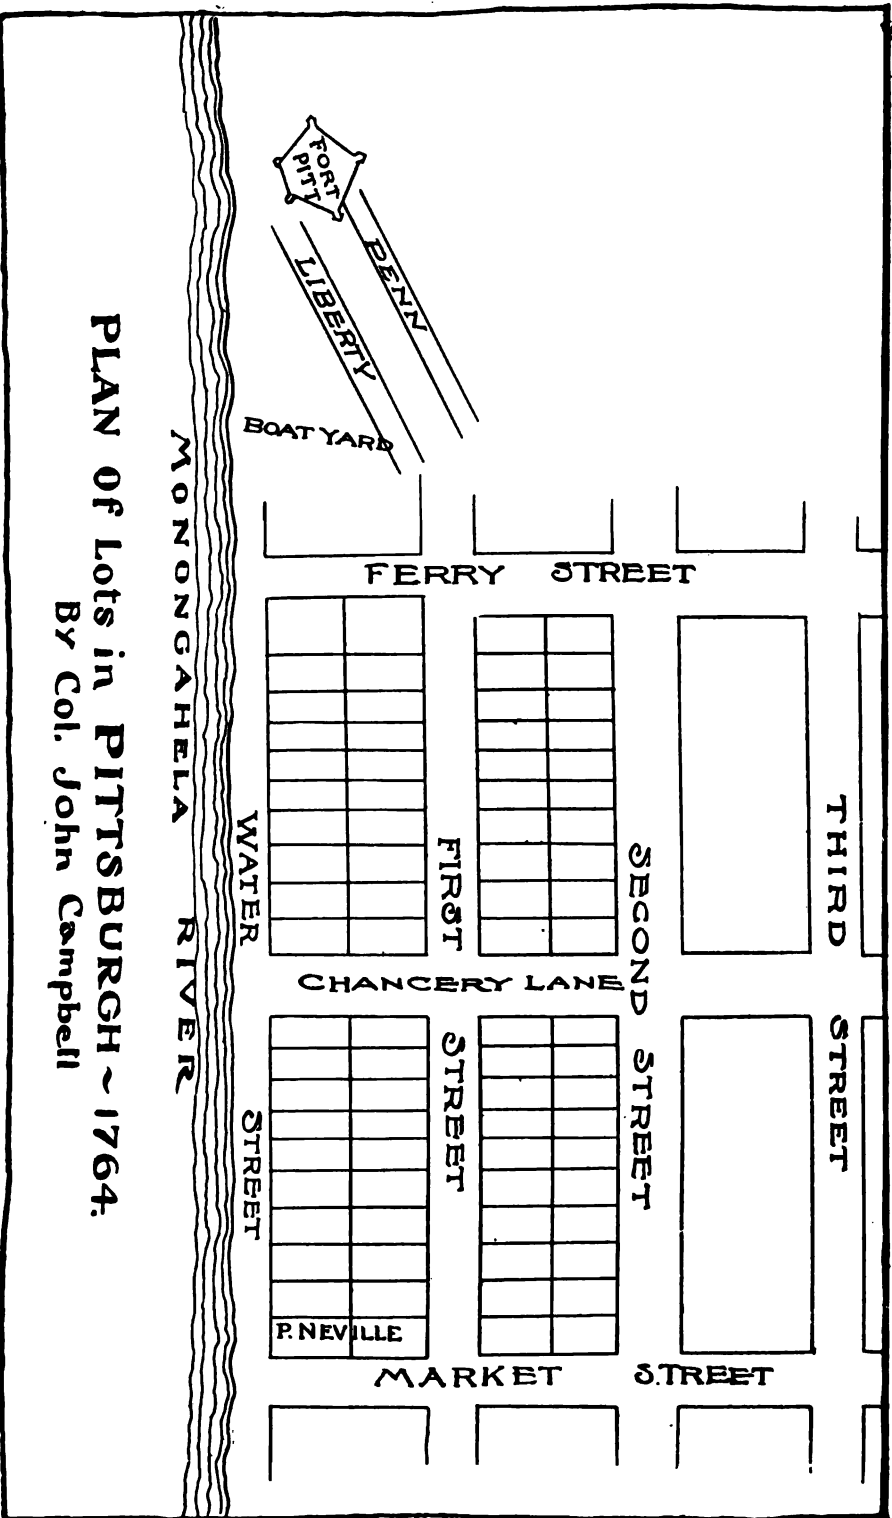 PLAN Of Lots in PITTSBURGH ~ 1764.
By Col. John Campbell
MONONGAHELA RIVER
FORT
PITT
PENN
LIBERTY
BOAT YARD
FERRY STREET
WATER STREET
FIRST STREET
SECOND STREET
THIRD STREET
CHANCERY LANE
P. NEVILLE
MARKET STREET